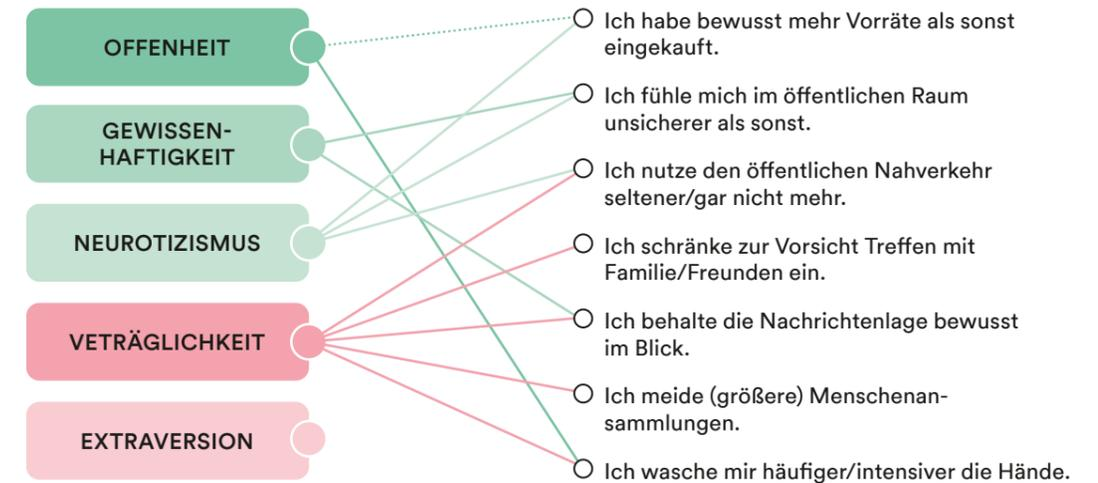 OFFENHEIT
GEWISSEN-
HAFTIGKEIT
NEUROTIZISMUS
VETRÄGLICHKEIT
EXTRAVERSION
Ich habe bewusst mehr Vorräte als sonst
eingekauft.
Ich fühle mich im öffentlichen Raum
unsicherer als sonst.
Ich nutze den öffentlichen Nahverkehr
seltener/gar nicht mehr.
Ich schränke zur Vorsicht Treffen mit
Familie/Freunden ein.
Ich behalte die Nachrichtenlage bewusst
im Blick.
Ich meide (größere) Menschenan-
sammlungen.
Ich wasche mir häufiger/intensiver die Hände.